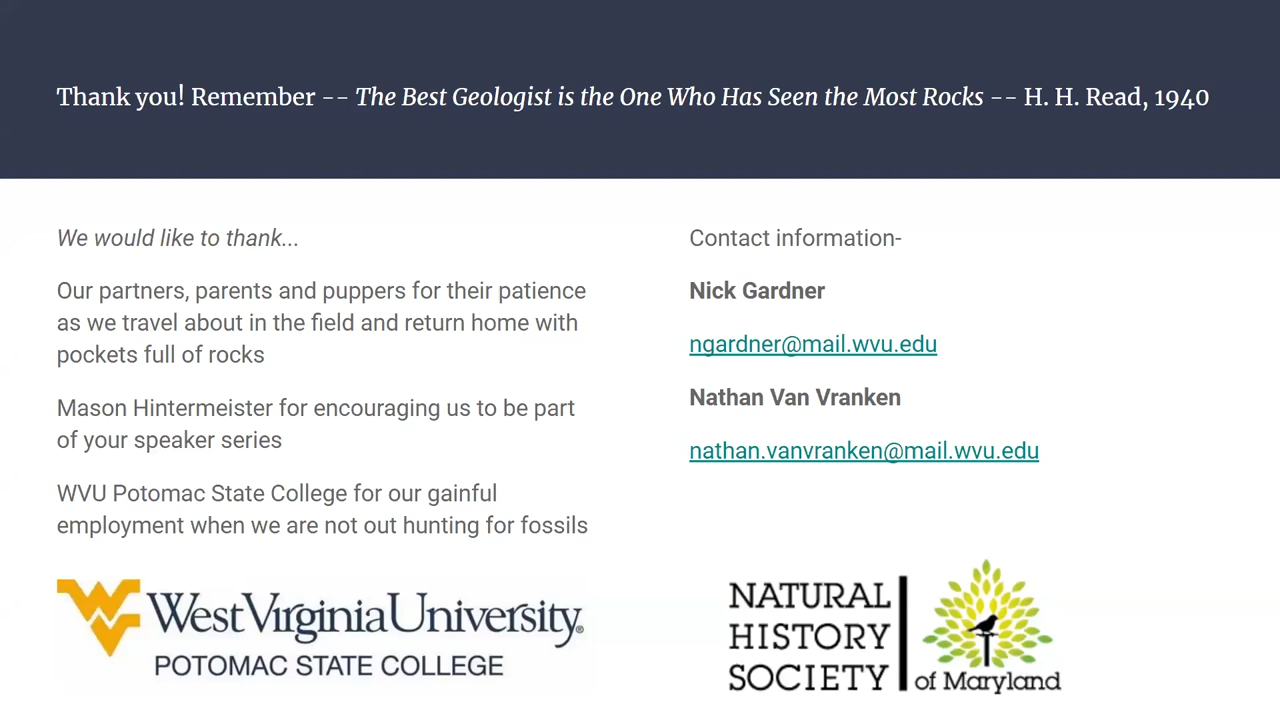 Thank you! Remember -- The Best Geologist is the One Who Has Seen the Most Rocks -- H. H. Read, 1940
We would like to thank...
Our partners, parents and puppers for their patience
as we travel about in the field and return home with
pockets full of rocks
Mason Hintermeister for encouraging us to be part
of your speaker series
WVU Potomac State College for our gainful
employment when we are not out hunting for fossils
Contact information-
Nick Gardner
ngardner@mail.wvu.edu
Nathan Van Vranken
nathan.vanvranken@mail.wvu.edu
WV West Virginia University®
POTOMAC STATE COLLEGE
NATURAL
HISTORY
SOCIETY
of Maryland